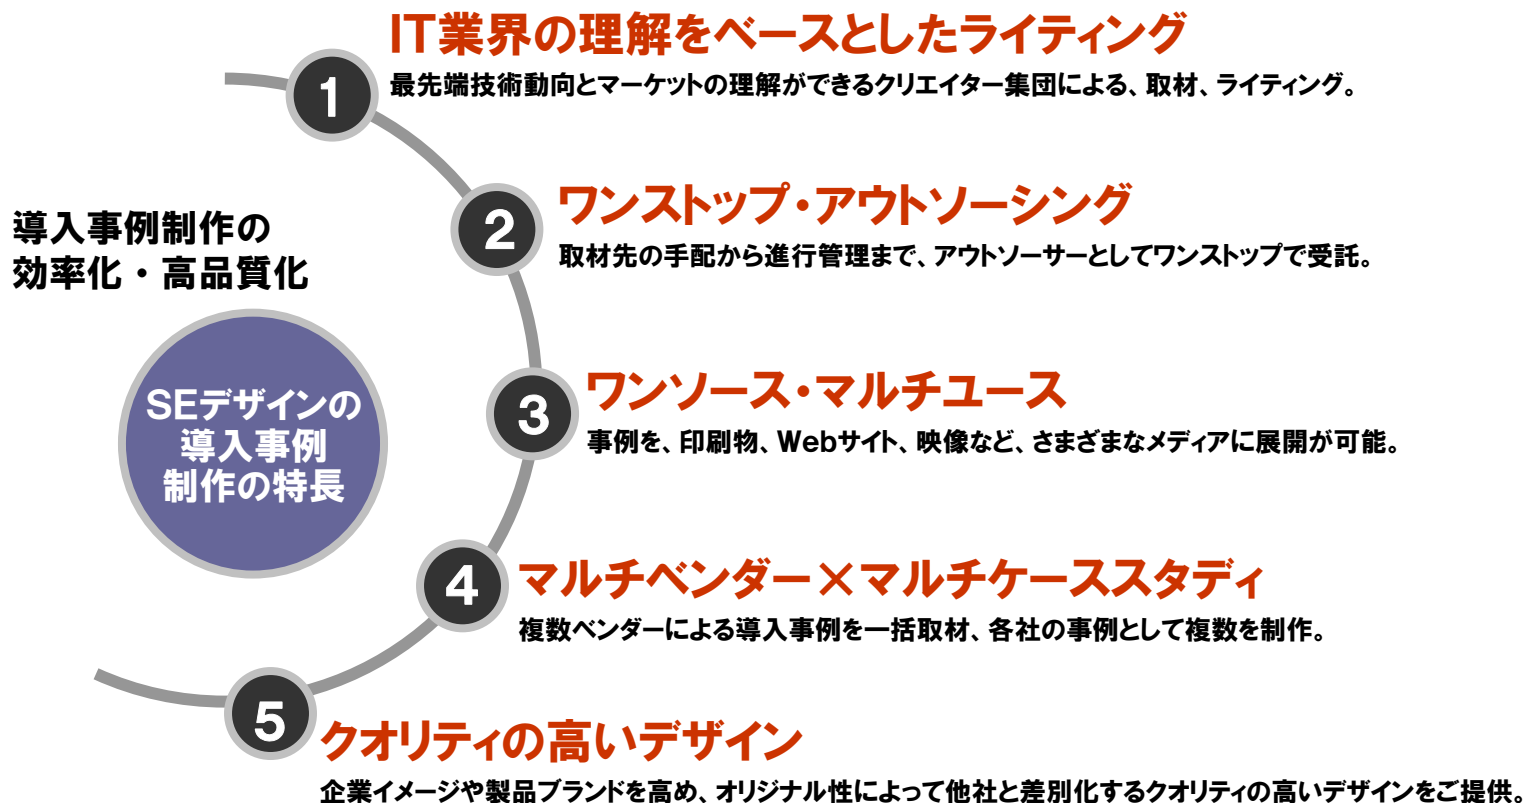 導入事例制作の
効率化・高品質化
SEデザインの
導入事例
制作の特長
1
IT業界の理解をベースとしたライティング
最先端技術動向とマーケットの理解ができるクリエイター集団による、取材、ライティング。
2
ワンストップ・アウトソーシング
取材先の手配から進行管理まで、アウトソーサーとしてワンストップで受託。
3
ワンソース・マルチユース
事例を、印刷物、Webサイト、映像など、さまざまなメディアに展開が可能。
4
マルチベンダー×マルチケーススタディ
複数ベンダーによる導入事例を一括取材、各社の事例として複数を制作。
5
クオリティの高いデザイン
企業イメージや製品ブランドを高め、オリジナル性によって他社と差別化するクオリティの高いデザインをご提供。